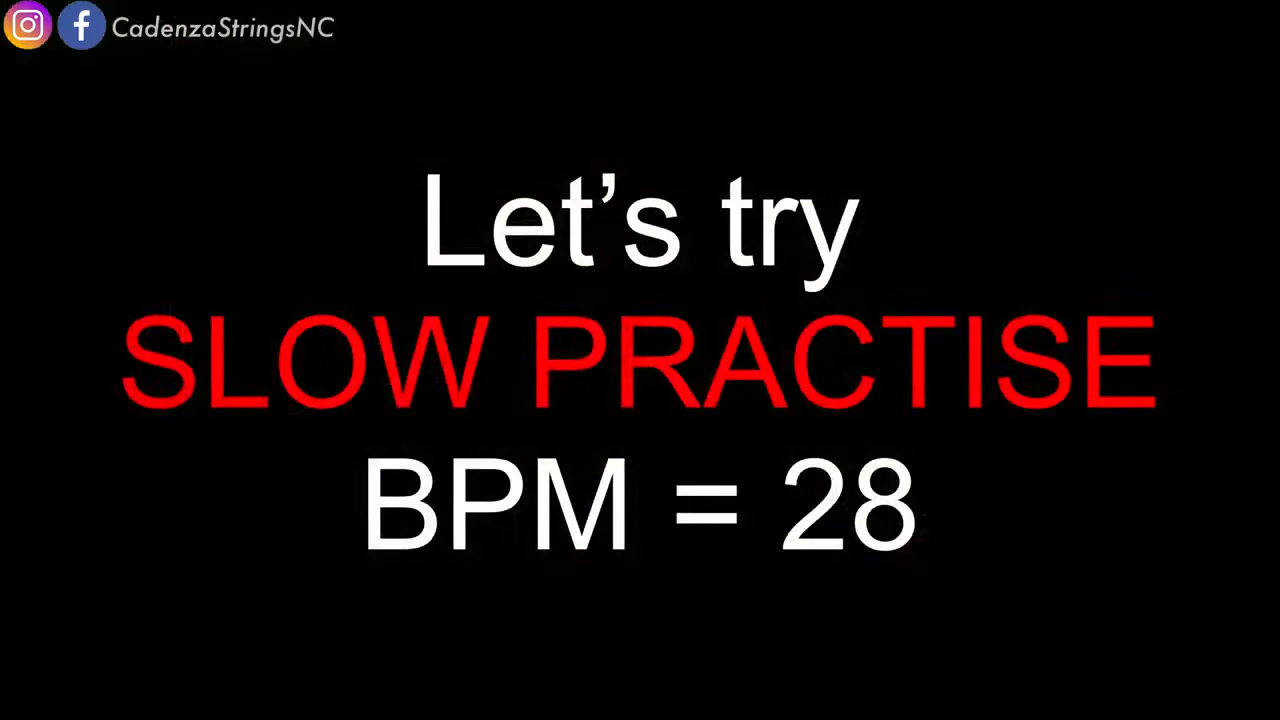 CadenzaStringsNC
Let’s try
SLOW PRACTISE
BPM = 28